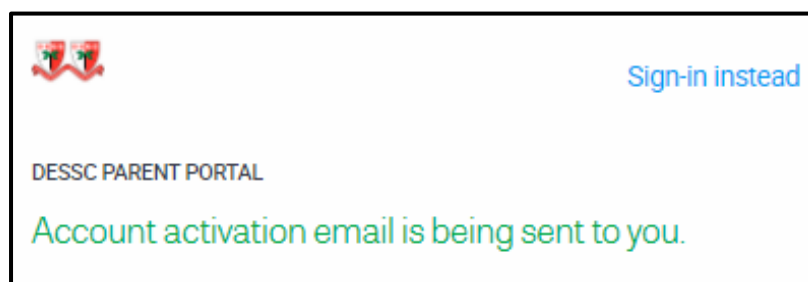 Sign-in instead
DESSC PARENT PORTAL
Account activation email is being sent to you.